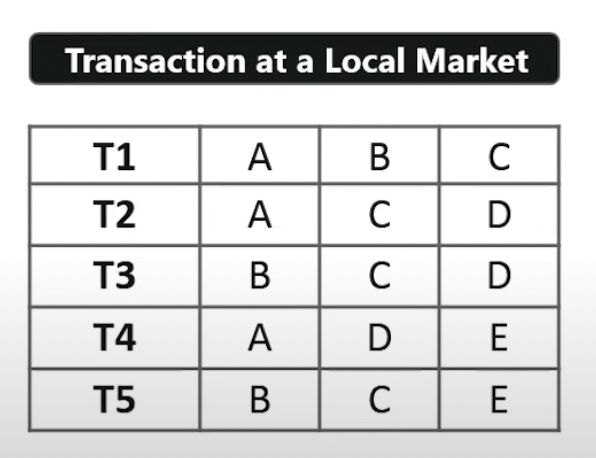 Transaction at a Local Market
T1 A B C
T2 A C D
T3 B C D
T4 A D E
T5 B C E